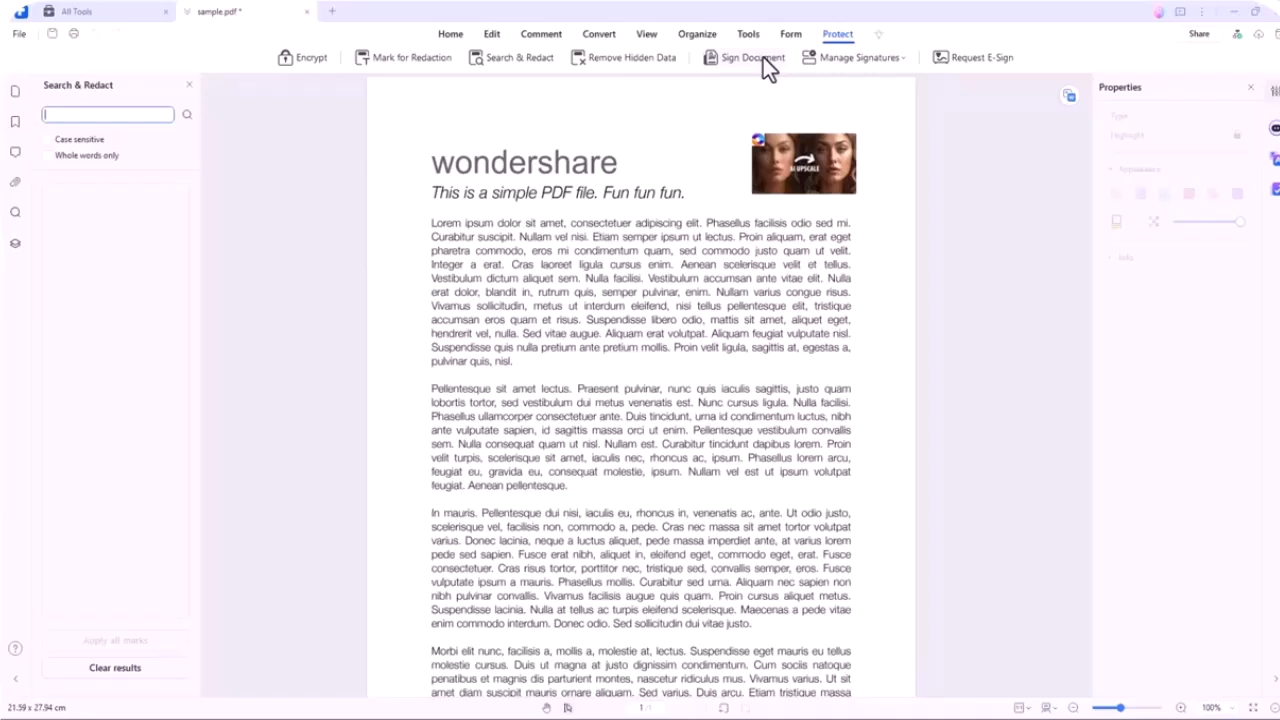 All Tools
sample.pdf *
File
Home Edit Comment Convert View Organize Tools Form Protect
Share
Encrypt Mark for Redaction Search & Redact Remove Hidden Data Sign Document Manage Signatures Request E-Sign
Search & Redact
Case sensitive
Whole words only
Apply all marks
Clear results
wondershare
AI UPSCALE
This is a simple PDF file. Fun fun fun.
Lorem ipsum dolor sit amet, consectetuer adipiscing elit. Phasellus facilisis odio sed mi.
Curabitur suscipit. Nullam vel nisi. Etiam semper ipsum ut lectus. Proin aliquam, erat eget
pharetra commodo, eros mi condimentum quam, sed commodo justo quam ut velit.
Integer a erat. Cras laoreet ligula cursus enim. Aenean scelerisque velit et tellus.
Vestibulum dictum aliquet sem. Nulla facilisi. Vestibulum accumsan ante vitae elit. Nulla
erat dolor, blandit in, rutrum quis, semper pulvinar, enim. Nullam varius congue risus.
Vivamus sollicitudin, metus ut interdum eleifend, nisi tellus pellentesque elit, tristique
accumsan eros quam et risus. Suspendisse libero odio, mattis sit amet, aliquet eget,
hendrerit vel, nulla. Sed vitae augue. Aliquam erat volutpat. Aliquam feugiat vulputate nisl.
Suspendisse quis nulla pretium ante pretium mollis. Proin velit ligula, sagittis at, egestas a,
pulvinar quis, nisl.
Pellentesque sit amet lectus. Praesent pulvinar, nunc quis iaculis sagittis, justo quam
lobortis tortor, sed vestibulum dui metus venenatis est. Nunc cursus ligula. Nulla facilisi.
Phasellus ullamcorper consectetuer ante. Duis tincidunt, urna id condimentum luctus, nibh
ante vulputate sapien, id sagittis massa orci ut enim. Pellentesque vestibulum convallis
sem. Nulla consequat quam ut nisl. Nullam est. Curabitur tincidunt dapibus lorem. Proin
velit turpis, scelerisque sit amet, iaculis nec, rhoncus ac, ipsum. Phasellus lorem arcu,
feugiat eu, gravida eu, consequat molestie, ipsum. Nullam vel est ut ipsum volutpat
feugiat. Aenean pellentesque.
In mauris. Pellentesque dui nisi, iaculis eu, rhoncus in, venenatis ac, ante. Ut odio justo,
scelerisque vel, facilisis non, commodo a, pede. Cras nec massa sit amet tortor volutpat
varius. Donec lacinia, neque a luctus aliquet, pede massa imperdiet ante, at varius lorem
pede sed sapien. Fusce erat nibh, aliquet in, eleifend eget, commodo eget, erat. Fusce
consectetuer. Cras risus tortor, porttitor nec, tristique sed, convallis semper, eros. Fusce
vulputate ipsum a mauris. Phasellus mollis. Curabitur sed urna. Aliquam nec sapien non
nibh pulvinar convallis. Vivamus facilisis augue quis quam. Proin cursus aliquet metus.
Suspendisse lacinia. Nulla at tellus ac turpis eleifend scelerisque. Maecenas a pede vitae
enim commodo interdum. Donec odio. Sed sollicitudin dui vitae justo.
Morbi elit nunc, facilisis a, mollis a, molestie at, lectus. Suspendisse eget mauris eu tellus
molestie cursus. Duis ut magna at justo dignissim condimentum. Cum sociis natoque
penatibus et magnis dis parturient montes, nascetur ridiculus mus. Vivamus varius. Ut sit
amet diam suscipit mauris ornare aliquam. Sed varius. Duis arcu. Etiam tristique massa
Properties
Type
Highlight
Appearance
Info
21.59 x 27.94 cm
1 /1
100%